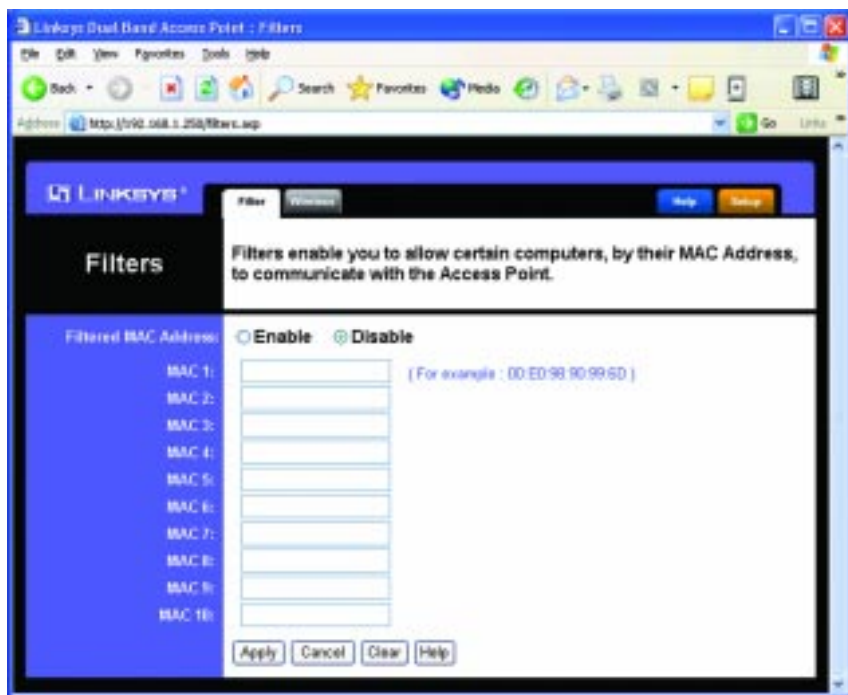 Linksys Dual Band Access Point : Filters
File Edit View Favorites Tools Help
Back Search Favorites Media
Address http://192.168.1.250/filters.asp Go Links
LINKSYS®
Filter Wireless Help Setup
Filters
Filters enable you to allow certain computers, by their MAC Address,
to communicate with the Access Point.
Filtered MAC Address: Enable Disable
MAC 1: ( For example : 00:E0:98:90:99:6D )
MAC 2:
MAC 3:
MAC 4:
MAC 5:
MAC 6:
MAC 7:
MAC 8:
MAC 9:
MAC 10:
Apply Cancel Clear Help